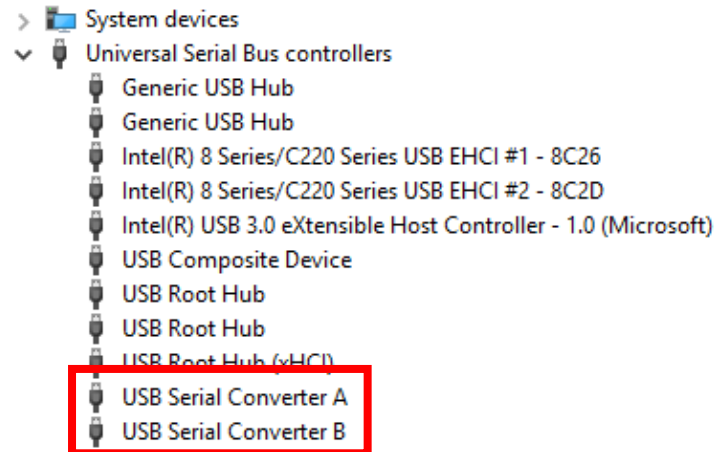 System devices
Universal Serial Bus controllers
Generic USB Hub
Generic USB Hub
Intel(R) 8 Series/C220 Series USB EHCI #1 - 8C26
Intel(R) 8 Series/C220 Series USB EHCI #2 - 8C2D
Intel(R) USB 3.0 eXtensible Host Controller - 1.0 (Microsoft)
USB Composite Device
USB Root Hub
USB Root Hub
USB Root Hub (xHCI)
USB Serial Converter A
USB Serial Converter B